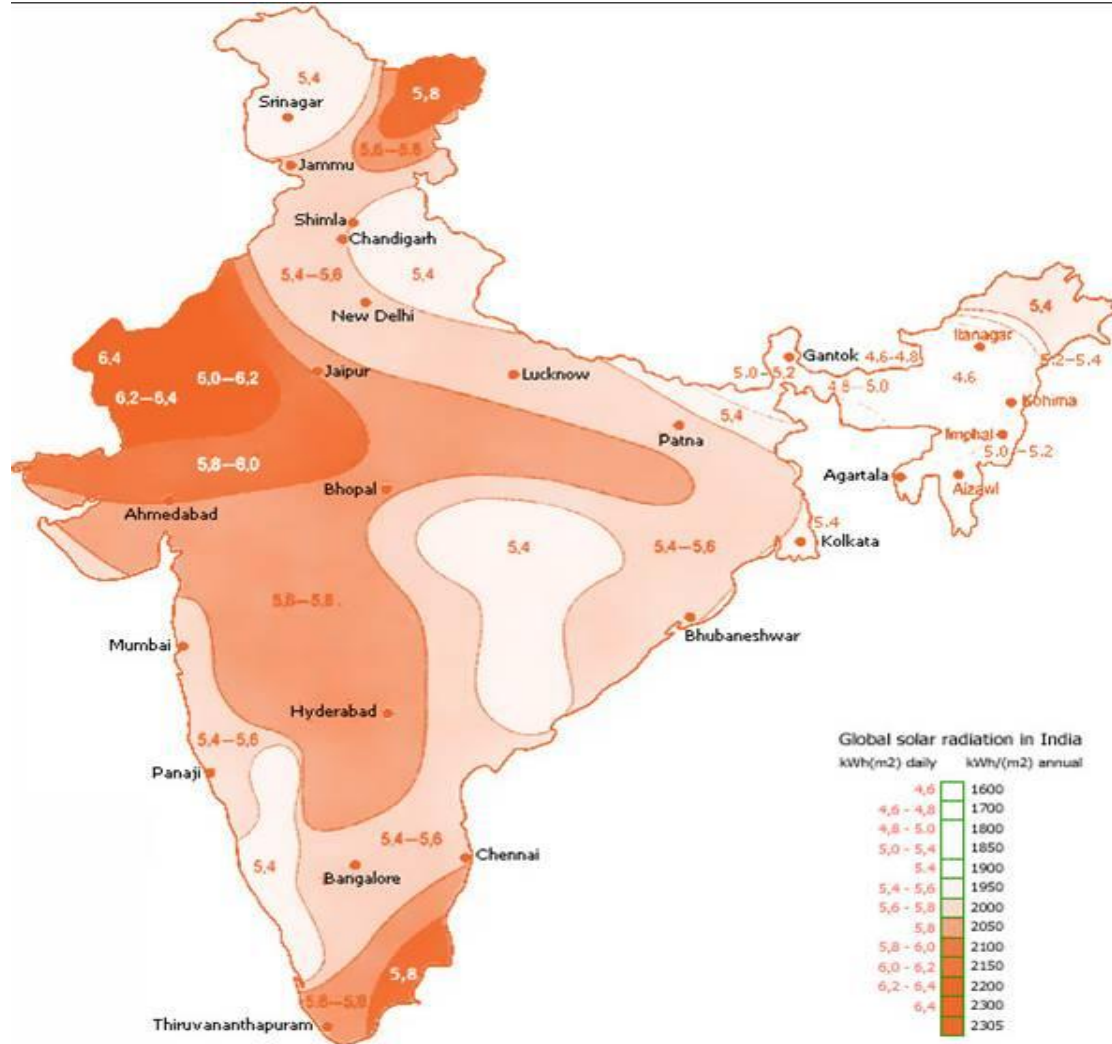 5,4
Srinagar
5,8
5,6–5,8
Jammu
Shimla
Chandigarh
5,4–5,6
5,4
New Delhi
5,4
6,4
5,0–6,2
6,2–5,4
Jaipur
Lucknow
Gantok
4.6-4.8
Itanagar
5.2–5.4
5.0–5.2
4.8–5.0
4.6
Kohima
5,4
Patna
Imphal
5.0–5.2
5,8–6,0
Bhopal
Agartala
Aizawl
Ahmedabad
5.4
Kolkata
5,4
5,4–5,6
5,6–5,8
Bhubaneshwar
Mumbai
Hyderabad
5,4–5,6
Panaji
5,4–5,6
Chennai
5,4
Bangalore
5,8
5.6–5,8
Thiruvananthapuram
Global solar radiation in India
kWh(m2) daily kWh/(m2) annual
4,6 1600
4,6 - 4,8 1700
4,8 - 5.0 1800
5,0 - 5,4 1850
5.4 1900
5,4 - 5,6 1950
5,6 - 5,8 2000
5,8 2050
5,8 - 6,0 2100
6,0 - 6,2 2150
6,2 - 6,4 2200
6,4 2300
2305